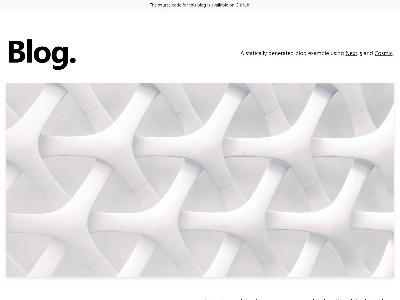 The source code for this blog is available on GitHub.
Blog.
A statically generated blog example using Next.js and Cosmic.